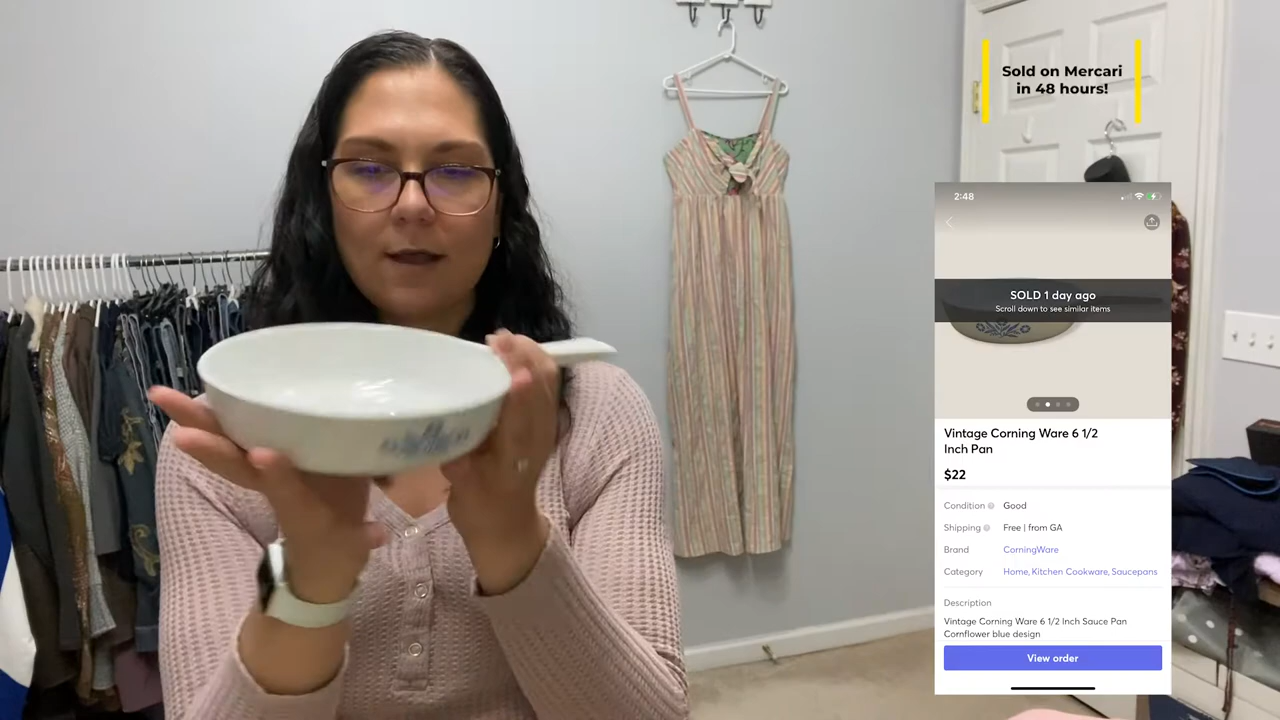 Sold on Mercari
in 48 hours!
2:48
SOLD 1 day ago
Scroll down to see similar items
Vintage Corning Ware 6 1/2
Inch Pan
$22
Condition Good
Shipping Free | from GA
Brand CorningWare
Category Home, Kitchen Cookware, Saucepans
Description
Vintage Corning Ware 6 1/2 Inch Sauce Pan
Cornflower blue design
View order